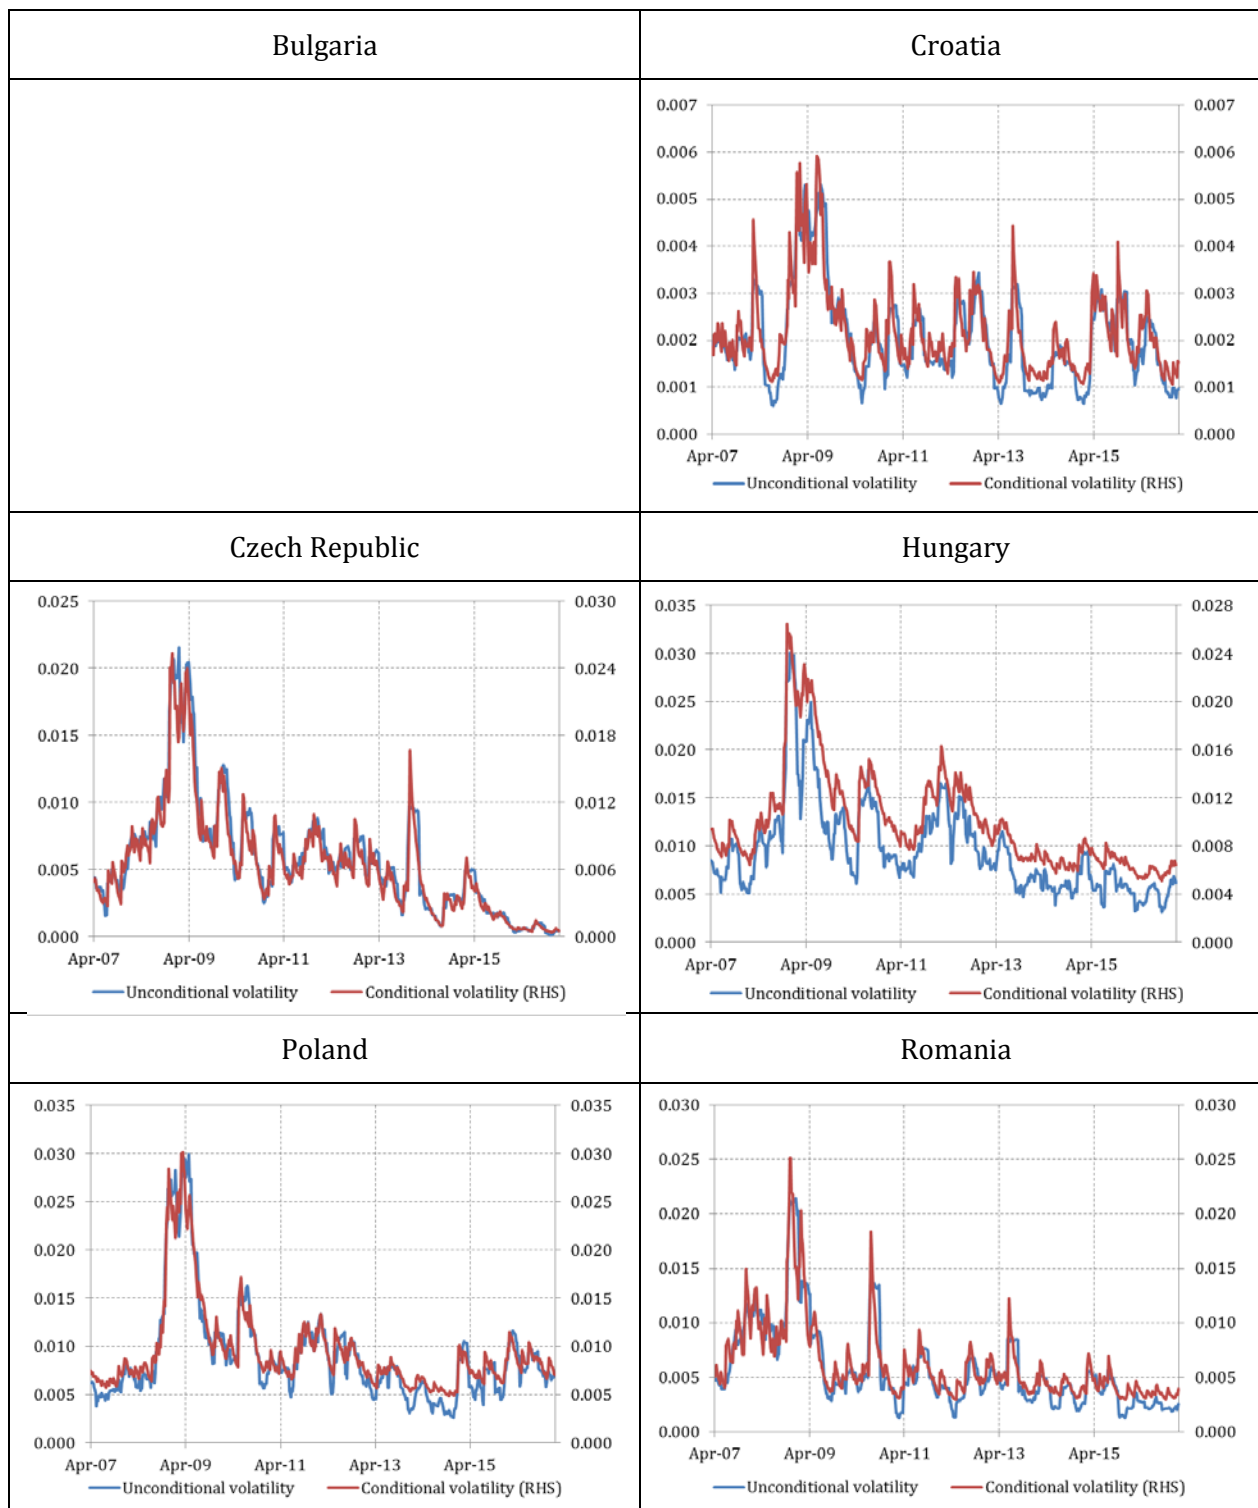 Bulgaria
Croatia
0.007 0.007
0.006 0.006
0.005 0.005
0.004 0.004
0.003 0.003
0.002 0.002
0.001 0.001
0.000 0.000
Apr-07 Apr-09 Apr-11 Apr-13 Apr-15
Unconditional volatility Conditional volatility (RHS)
Czech Republic
0.025 0.030
0.020 0.024
0.015 0.018
0.010 0.012
0.005 0.006
0.000 0.000
Apr-07 Apr-09 Apr-11 Apr-13 Apr-15
Unconditional volatility Conditional volatility (RHS)
Hungary
0.035 0.028
0.030 0.024
0.025 0.020
0.020 0.016
0.015 0.012
0.010 0.008
0.005 0.004
0.000 0.000
Apr-07 Apr-09 Apr-11 Apr-13 Apr-15
Unconditional volatility Conditional volatility (RHS)
Poland
0.035 0.035
0.030 0.030
0.025 0.025
0.020 0.020
0.015 0.015
0.010 0.010
0.005 0.005
0.000 0.000
Apr-07 Apr-09 Apr-11 Apr-13 Apr-15
Unconditional volatility Conditional volatility (RHS)
Romania
0.030 0.030
0.025 0.025
0.020 0.020
0.015 0.015
0.010 0.010
0.005 0.005
0.000 0.000
Apr-07 Apr-09 Apr-11 Apr-13 Apr-15
Unconditional volatility Conditional volatility (RHS)